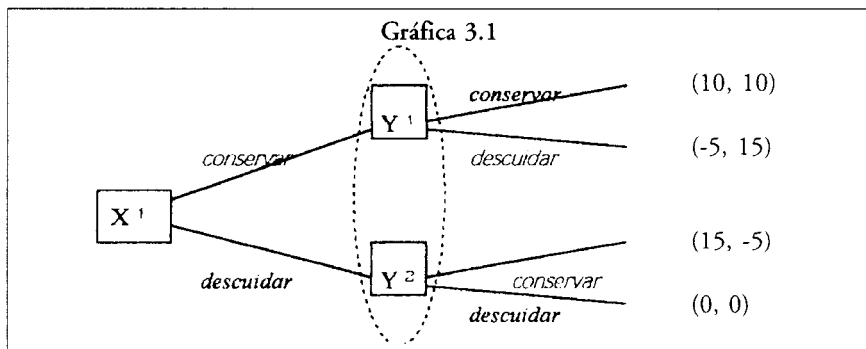 Gráfica 3.1
conservar (10, 10)
Y 1
conservar descuidar (-5, 15)
X 1
descuidar Y 2 conservar (15, -5)
descuidar (0, 0)